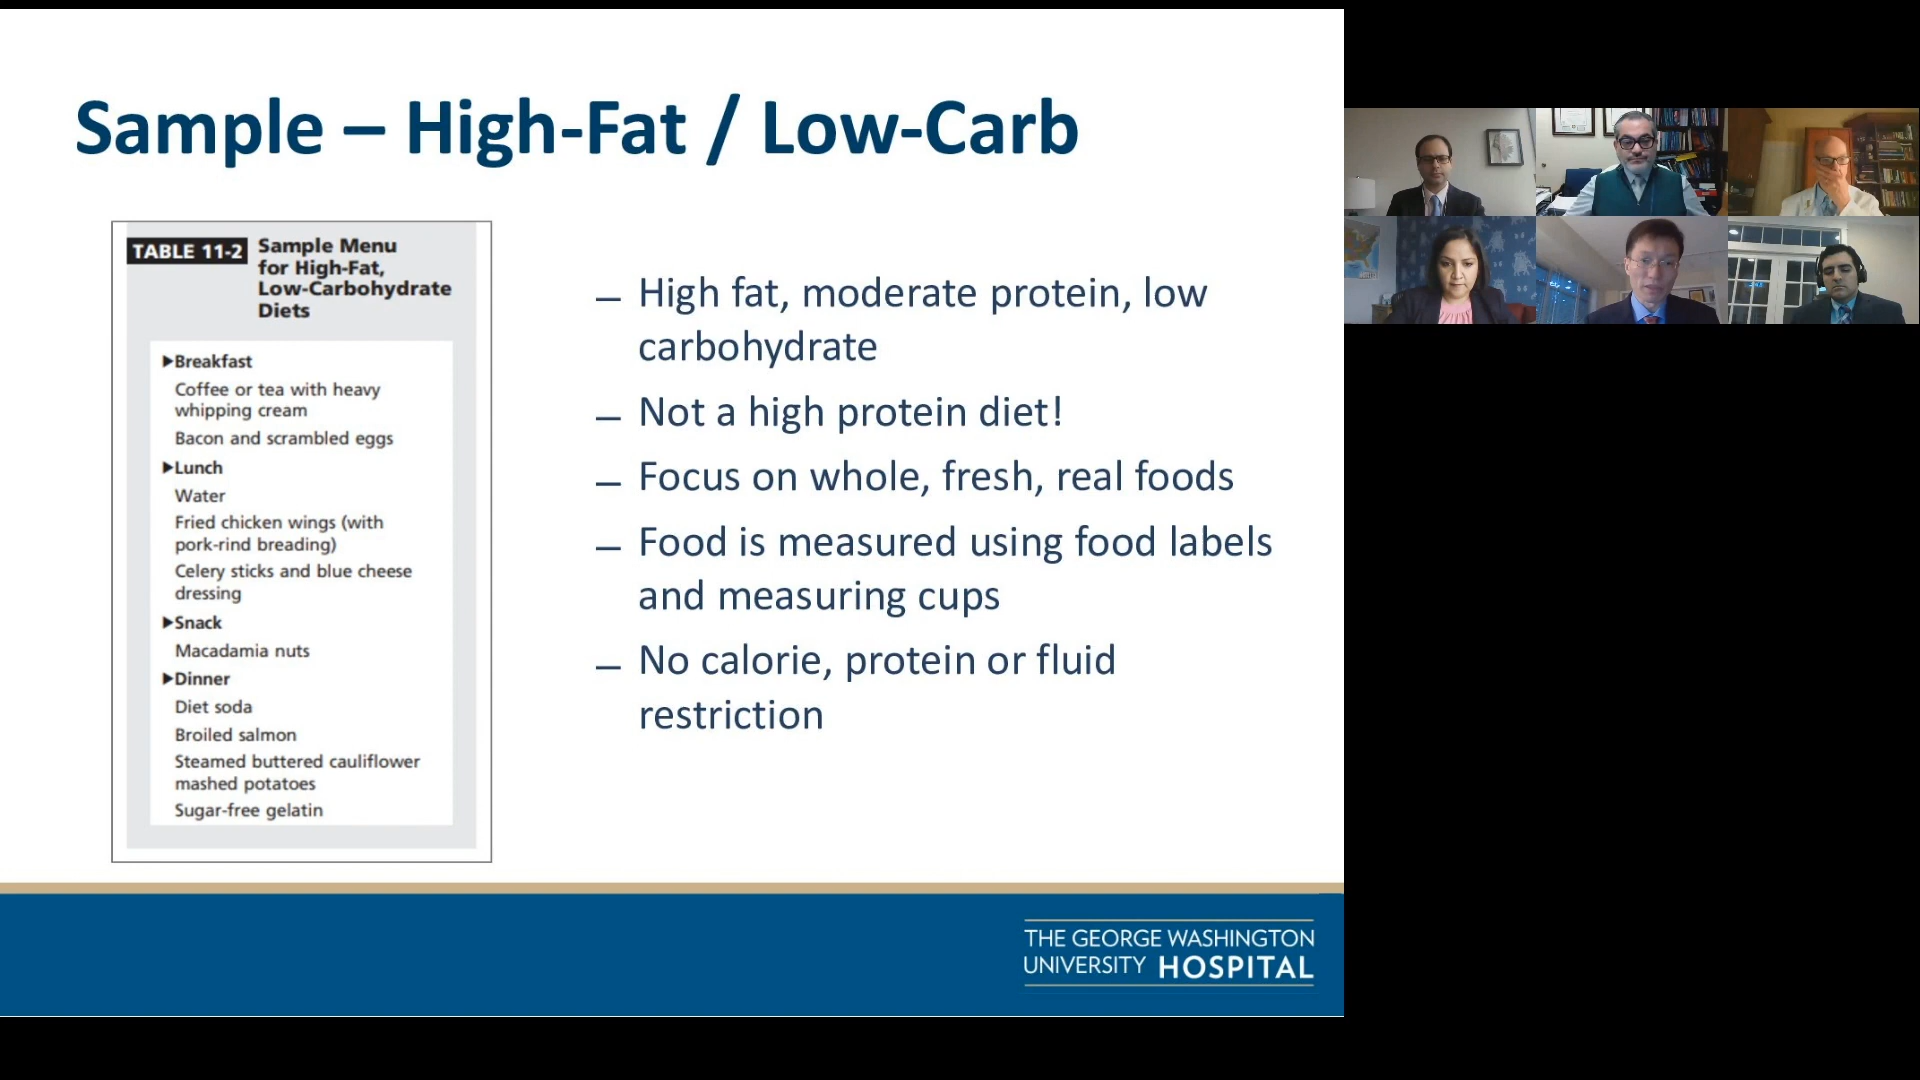 Sample – High-Fat / Low-Carb
TABLE 11-2
Sample Menu
for High-Fat,
Low-Carbohydrate
Diets
▶Breakfast
Coffee or tea with heavy
whipping cream
Bacon and scrambled eggs
▶Lunch
Water
Fried chicken wings (with
pork-rind breading)
Celery sticks and blue cheese
dressing
▶Snack
Macadamia nuts
▶Dinner
Diet soda
Broiled salmon
Steamed buttered cauliflower
mashed potatoes
Sugar-free gelatin
– High fat, moderate protein, low
carbohydrate
– Not a high protein diet!
– Focus on whole, fresh, real foods
– Food is measured using food labels
and measuring cups
– No calorie, protein or fluid
restriction
THE GEORGE WASHINGTON
UNIVERSITY HOSPITAL